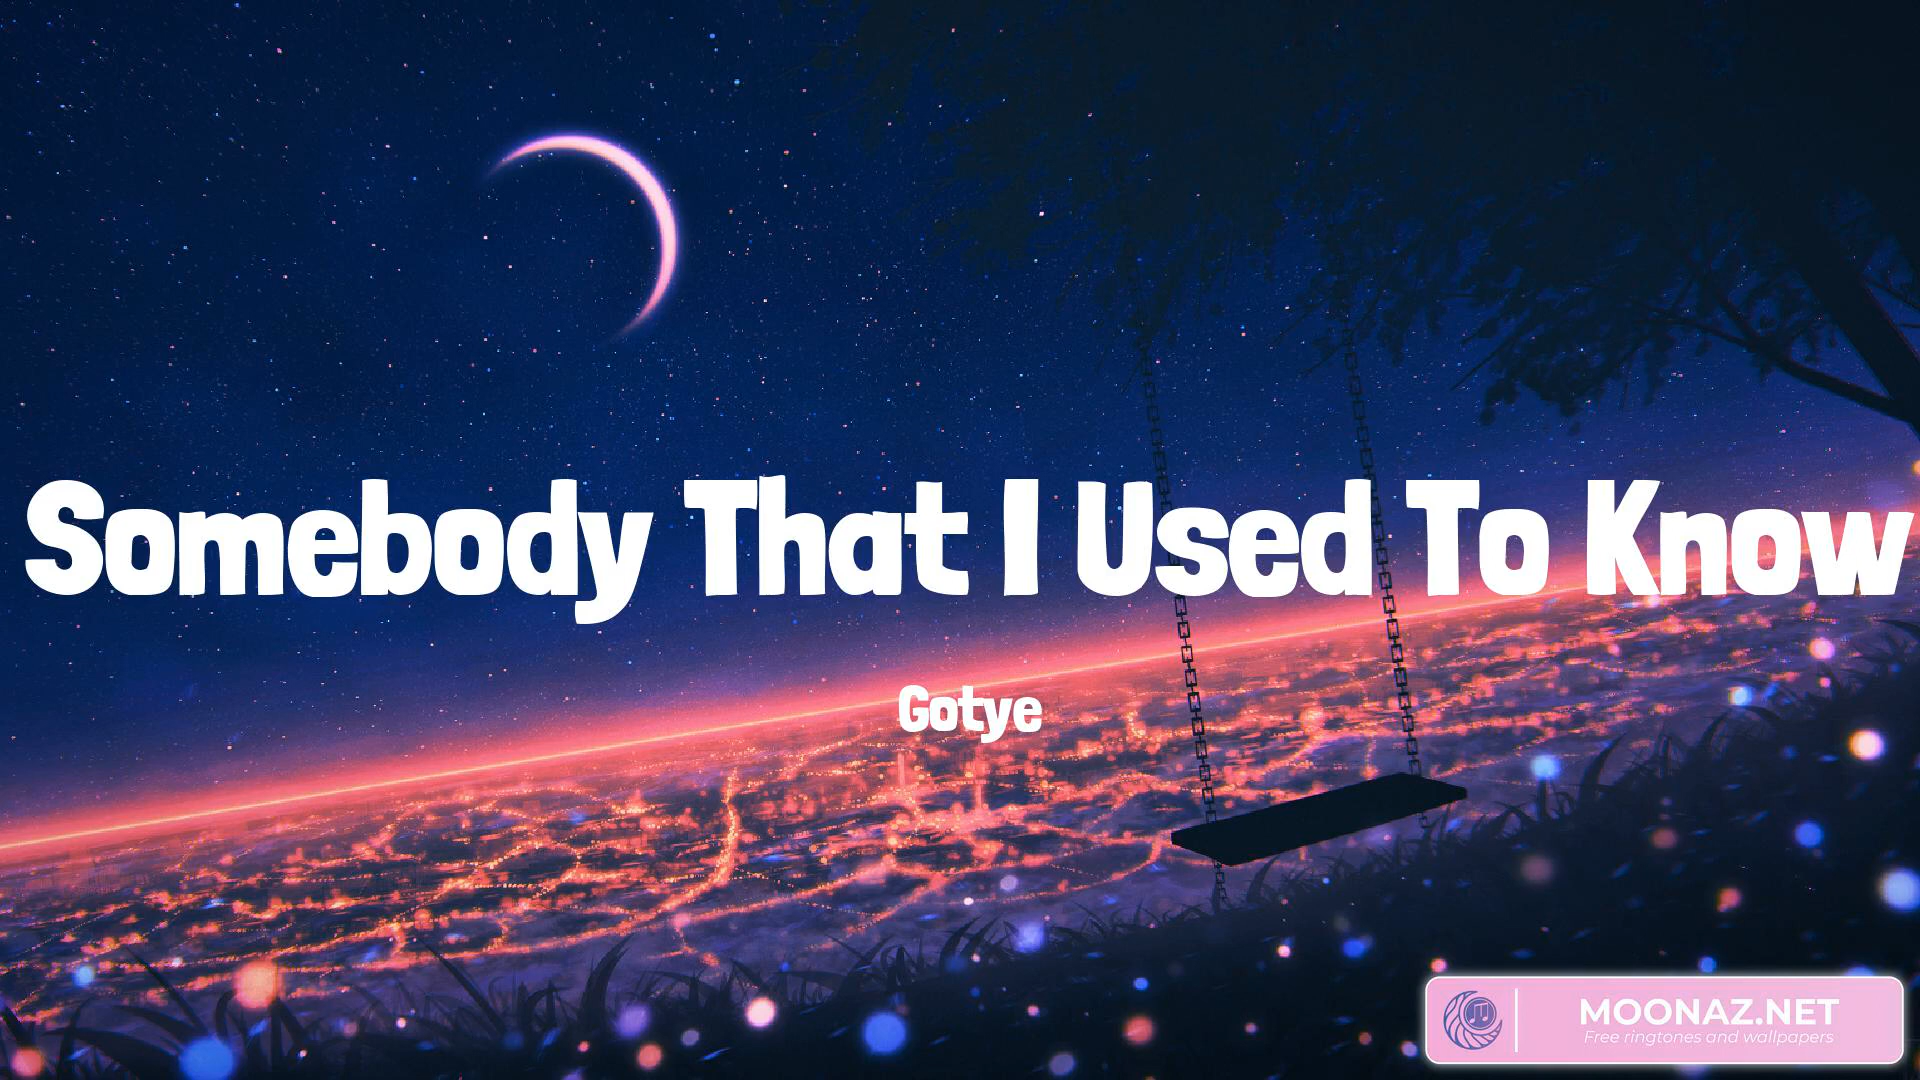 Somebody That I Used To Know
Gotye
MOONAZ.NET
Free ringtones and wallpapers